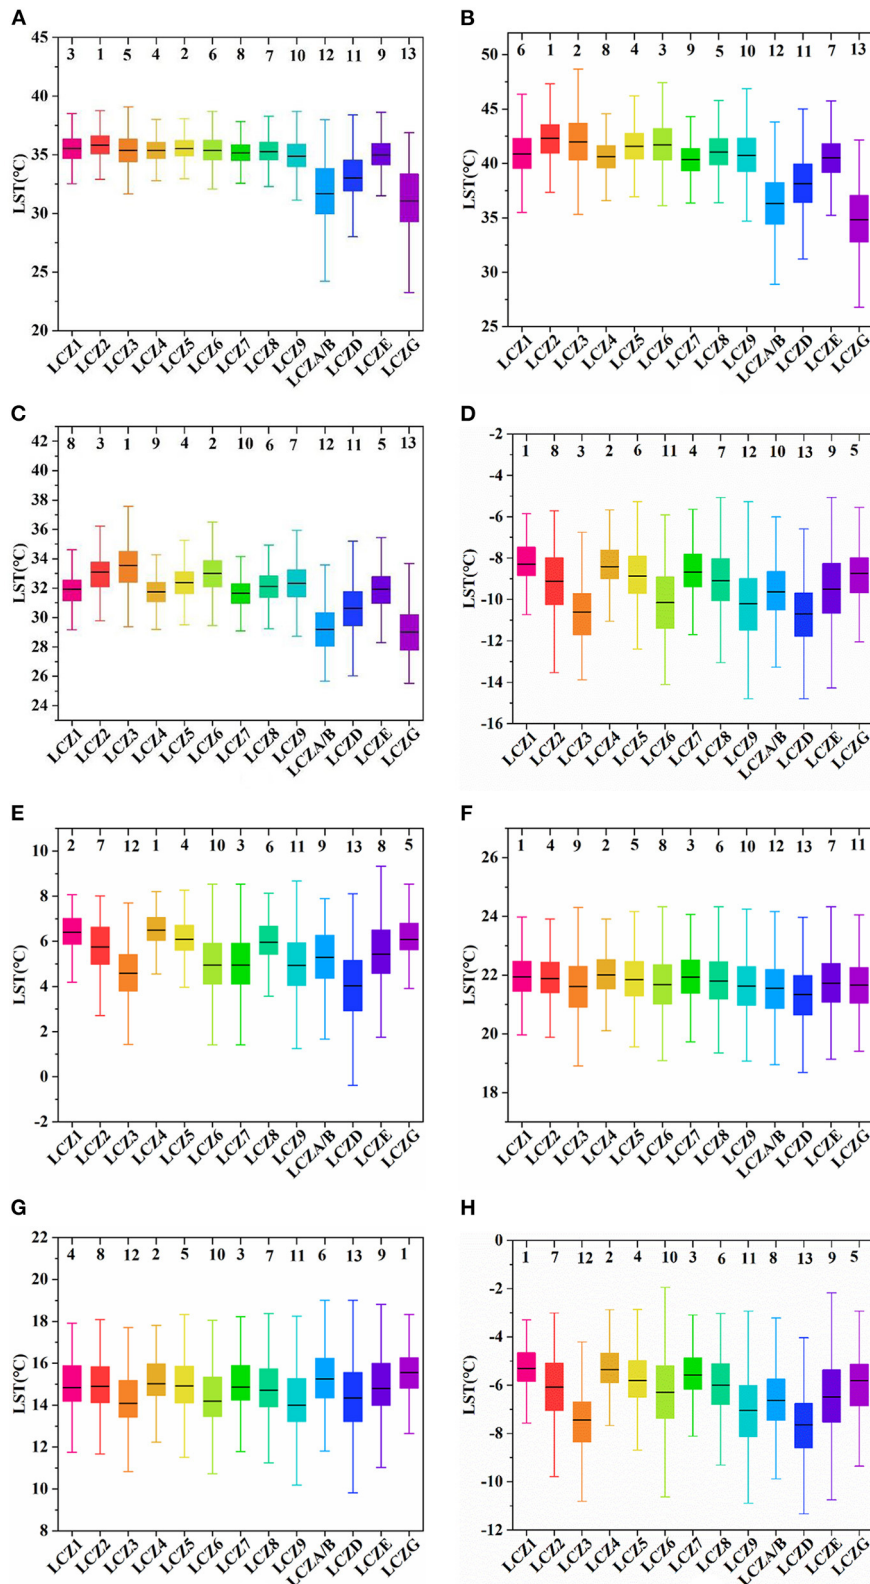 A
45
3 1 5 4 2 6 8 7 10 12 11 9 13
40
35
30
25
20
LST(°C)
LCZ1 LCZ2 LCZ3 LCZ4 LCZ5 LCZ6 LCZ7 LCZ8 LCZ9 LCZA/B LCZD LCZE LCZG
B
6 1 2 8 4 3 9 5 10 12 11 7 13
50
45
40
35
30
25
LST(°C)
LCZ1 LCZ2 LCZ3 LCZ4 LCZ5 LCZ6 LCZ7 LCZ8 LCZ9 LCZA/B LCZD LCZE LCZG
C
42
8 3 1 9 4 2 10 6 7 12 11 5 13
40
38
36
34
32
30
28
26
24
LST(°C)
LCZ1 LCZ2 LCZ3 LCZ4 LCZ5 LCZ6 LCZ7 LCZ8 LCZ9 LCZA/B LCZD LCZE LCZG
D
-2
1 8 3 2 6 11 4 7 12 10 13 9 5
-4
-6
-8
-10
-12
-14
-16
LST(°C)
LCZ1 LCZ2 LCZ3 LCZ4 LCZ5 LCZ6 LCZ7 LCZ8 LCZ9 LCZA/B LCZD LCZE LCZG
E
2 7 12 1 4 10 3 6 11 9 13 8 5
10
8
6
4
2
0
-2
LST(°C)
LCZ1 LCZ2 LCZ3 LCZ4 LCZ5 LCZ6 LCZ7 LCZ8 LCZ9 LCZA/B LCZD LCZE LCZG
F
26
1 4 9 2 5 8 3 6 10 12 13 7 11
24
22
20
18
LST(°C)
LCZ1 LCZ2 LCZ3 LCZ4 LCZ5 LCZ6 LCZ7 LCZ8 LCZ9 LCZA/B LCZD LCZE LCZG
G
22
4 8 12 2 5 10 3 7 11 6 13 9 1
20
18
16
14
12
10
8
LST(°C)
LCZ1 LCZ2 LCZ3 LCZ4 LCZ5 LCZ6 LCZ7 LCZ8 LCZ9 LCZA/B LCZD LCZE LCZG
H
0
1 7 12 2 4 10 3 6 11 8 13 9 5
-2
-4
-6
-8
-10
-12
LST(°C)
LCZ1 LCZ2 LCZ3 LCZ4 LCZ5 LCZ6 LCZ7 LCZ8 LCZ9 LCZA/B LCZD LCZE LCZG